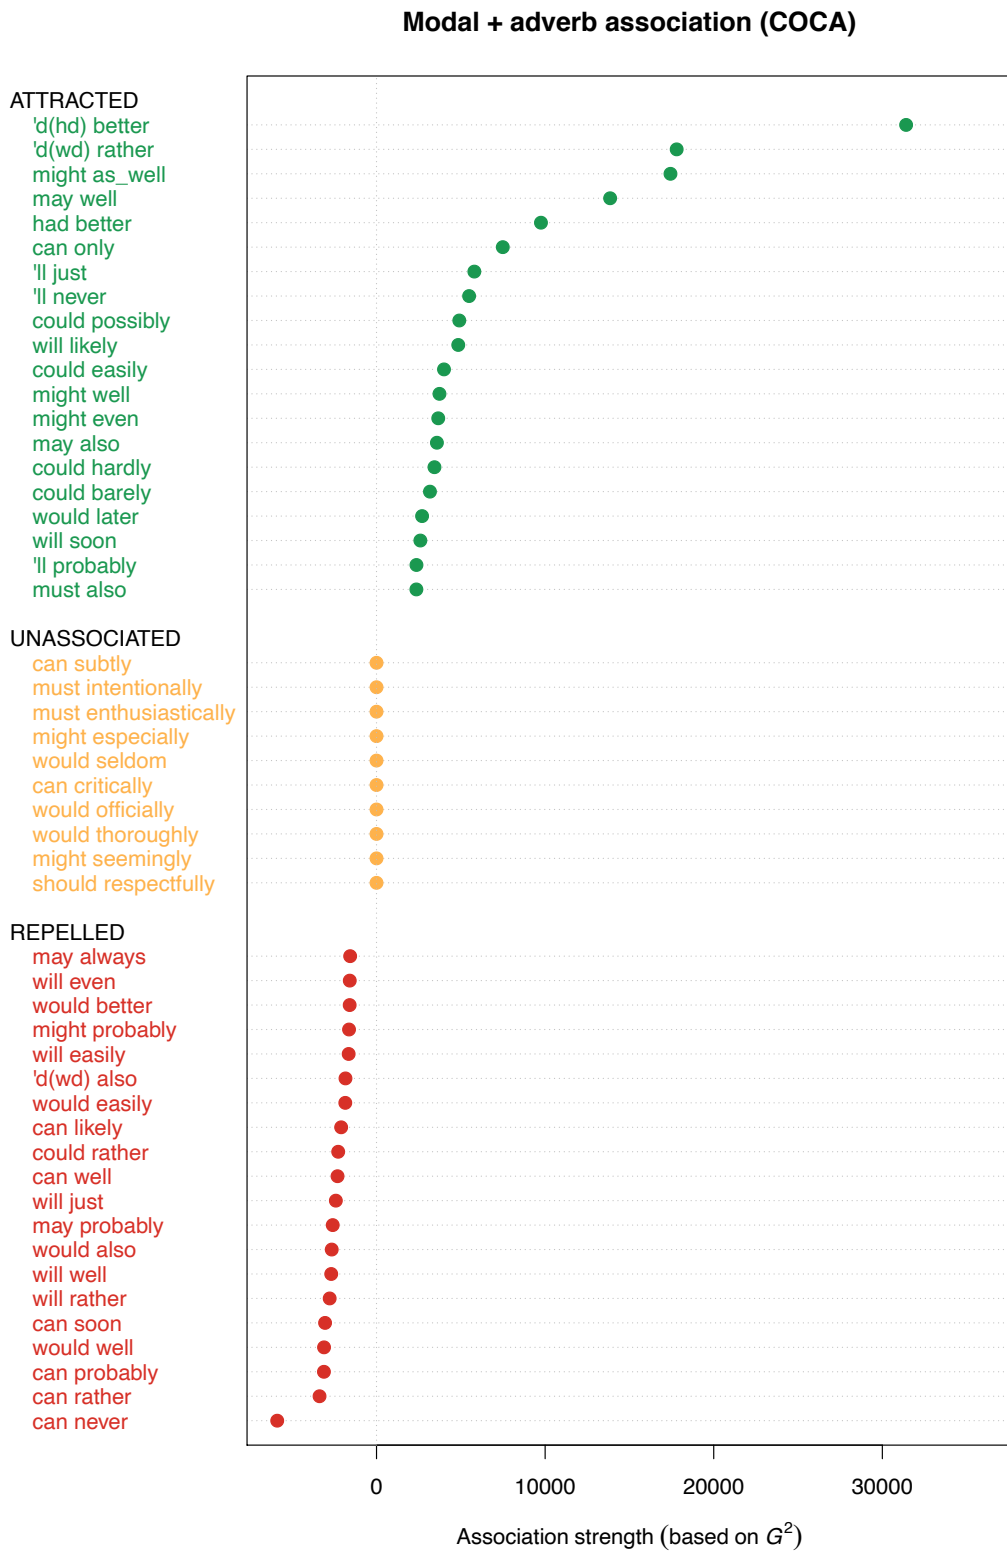 Modal + adverb association (COCA)
ATTRACTED
'd(hd) better
'd(wd) rather
might as_well
may well
had better
can only
'll just
'll never
could possibly
will likely
could easily
might well
might even
may also
could hardly
could barely
would later
will soon
'll probably
must also
UNASSOCIATED
can subtly
must intentionally
must enthusiastically
might especially
would seldom
can critically
would officially
would thoroughly
might seemingly
should respectfully
REPELLED
may always
will even
would better
might probably
will easily
'd(wd) also
would easily
can likely
could rather
can well
will just
may probably
would also
will well
will rather
can soon
would well
can probably
can rather
can never
0 10000 20000 30000
Association strength (based on G²)